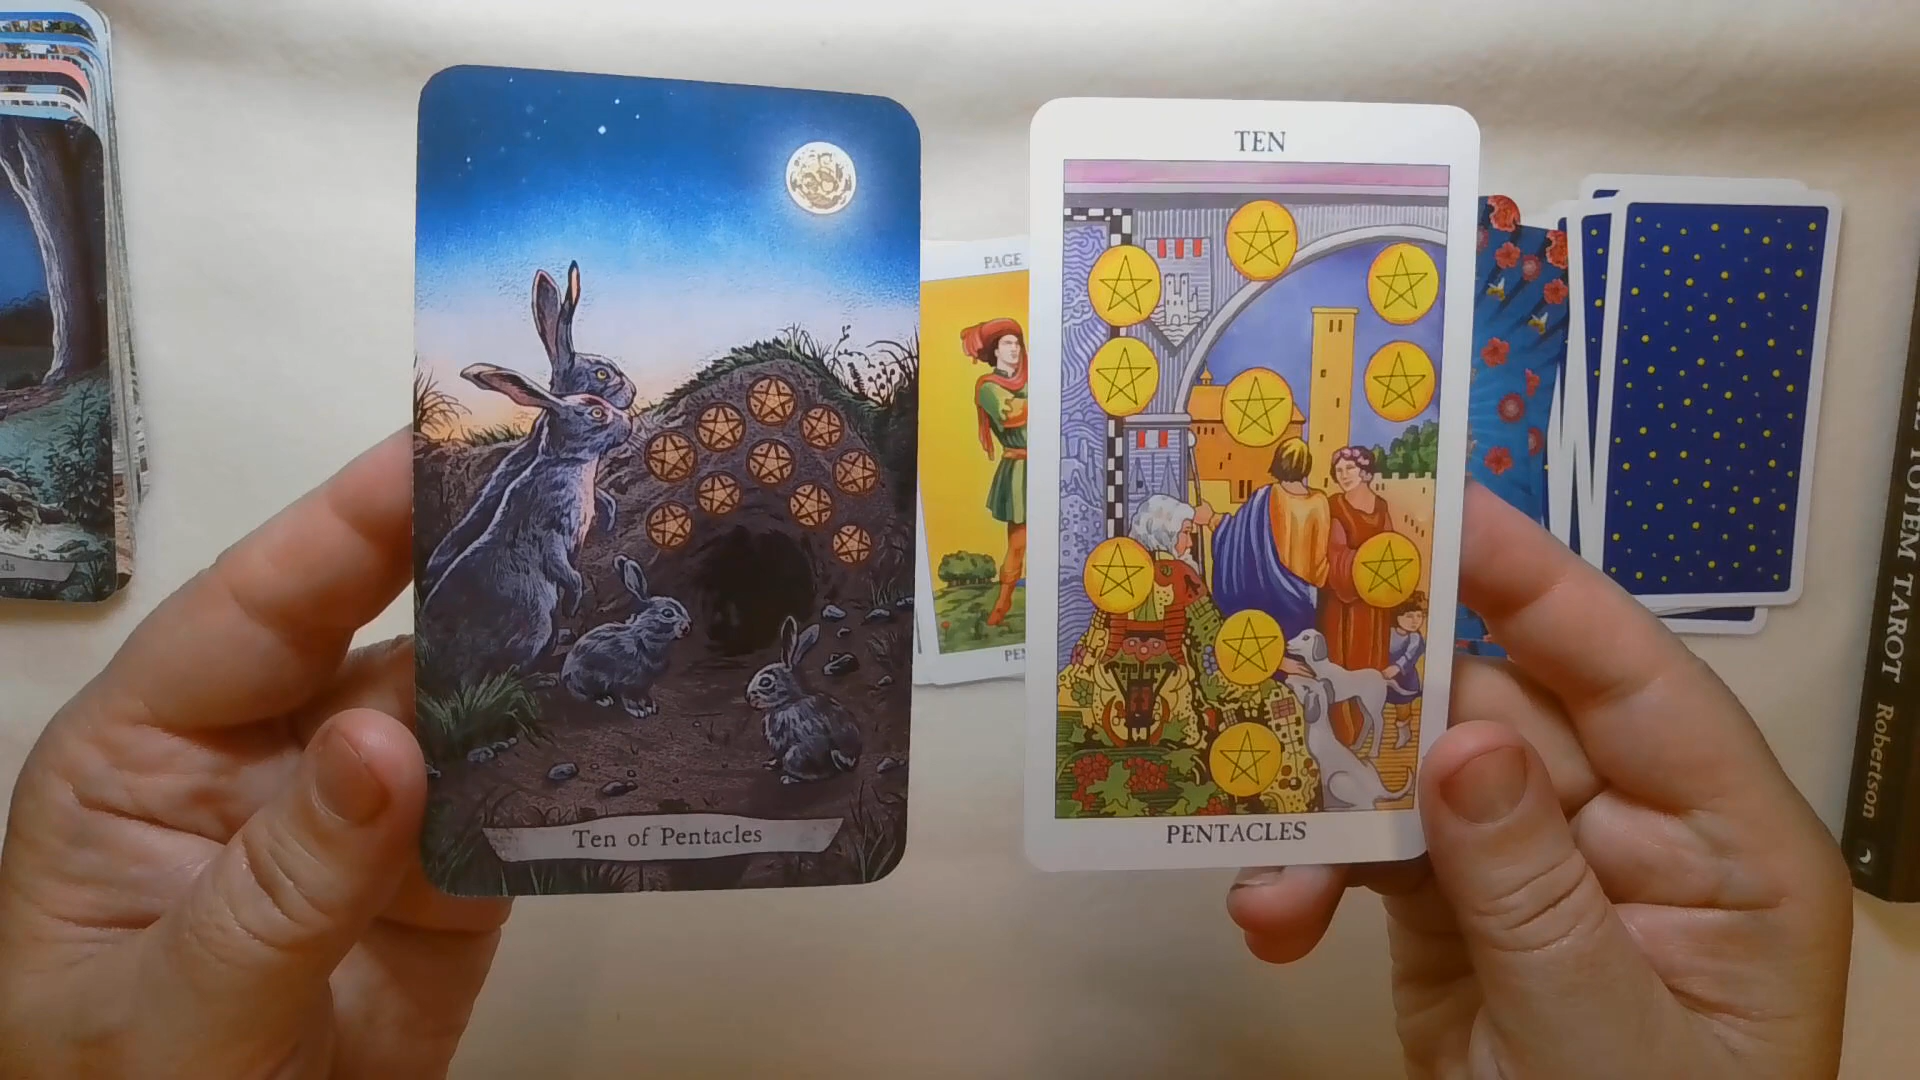 Ten of Pentacles
TEN
PENTACLES
PAGE
TOTEM TAROT Robertson